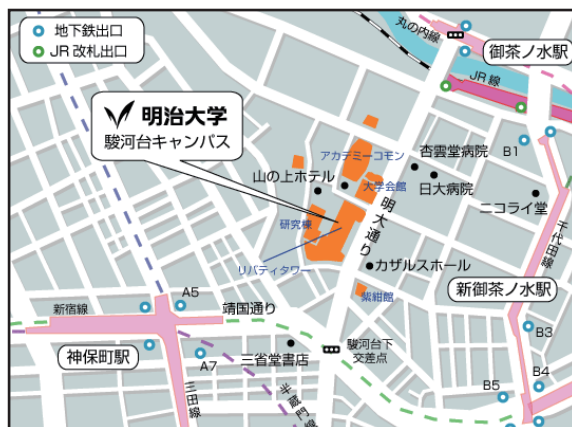 地下鉄出口
JR改札出口
丸の内線
御茶ノ水駅
JR線
明治大学
駿河台キャンパス
アカデミーコモン
杏雲堂病院
B1
山の上ホテル
大学会館
日大病院
ニコライ堂
研究棟
明大通り
千代田線
リバティタワー
カザルスホール
新御茶ノ水駅
紫紺館
新宿線
A5
靖国通り
B3
神保町駅
A7
三省堂書店
駿河台下
交差点
三田線
半蔵門線
B5
B4